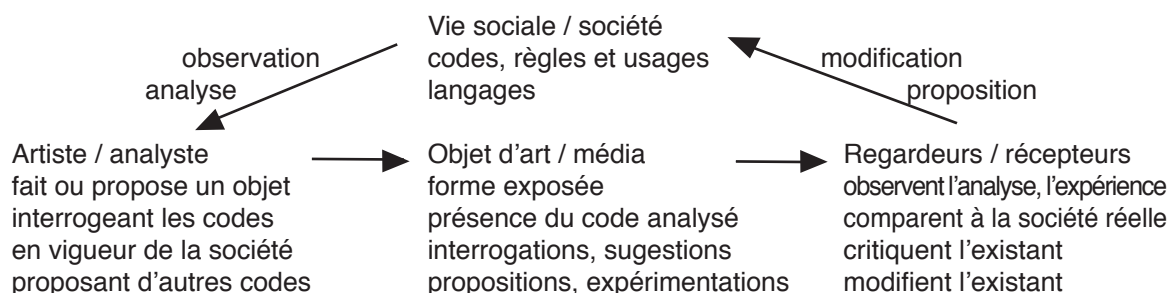 Vie sociale / société
codes, règles et usages
langages
observation
analyse
modification
proposition
Artiste / analyste
fait ou propose un objet
interrogeant les codes
en vigueur de la société
proposant d'autres codes
Objet d'art / média
forme exposée
présence du code analysé
interrogations, sugestions
propositions, expérimentations
Regardeurs / récepteurs
observent l'analyse, l'expérience
comparent à la société réelle
critiquent l'existant
modifient l'existant